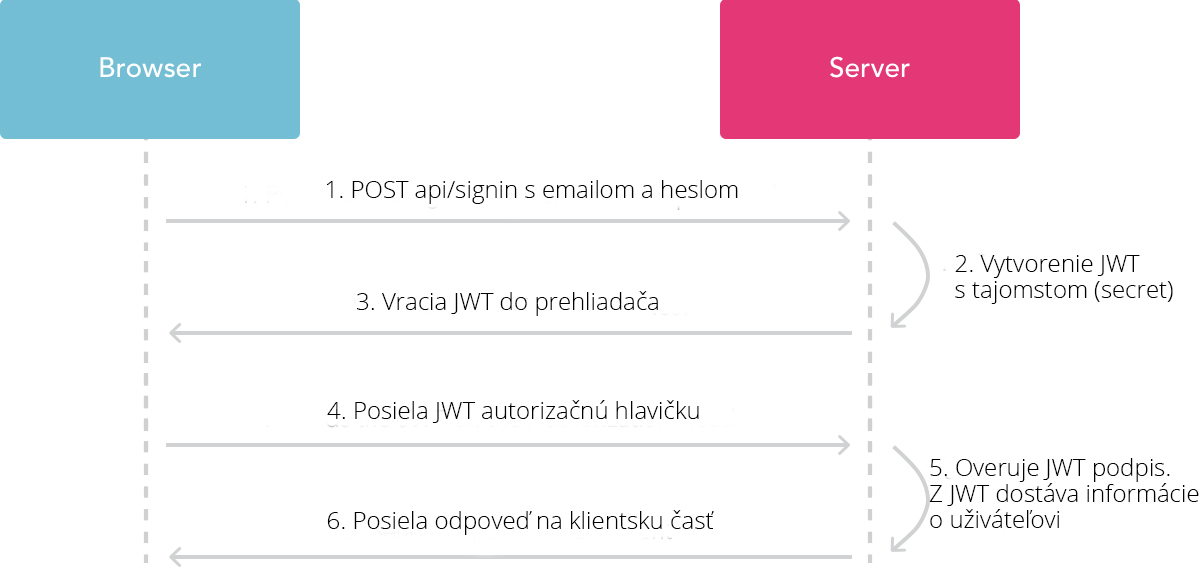 Browser
Server
1. POST api/signin s emailom a heslom
2. Vytvorenie JWT
s tajomstom (secret)
3. Vracia JWT do prehliadača
4. Posiela JWT autorizačnú hlavičku
5. Overuje JWT podpis.
Z JWT dostáva informácie
o uživáteľovi
6. Posiela odpoveď na klientsku časť